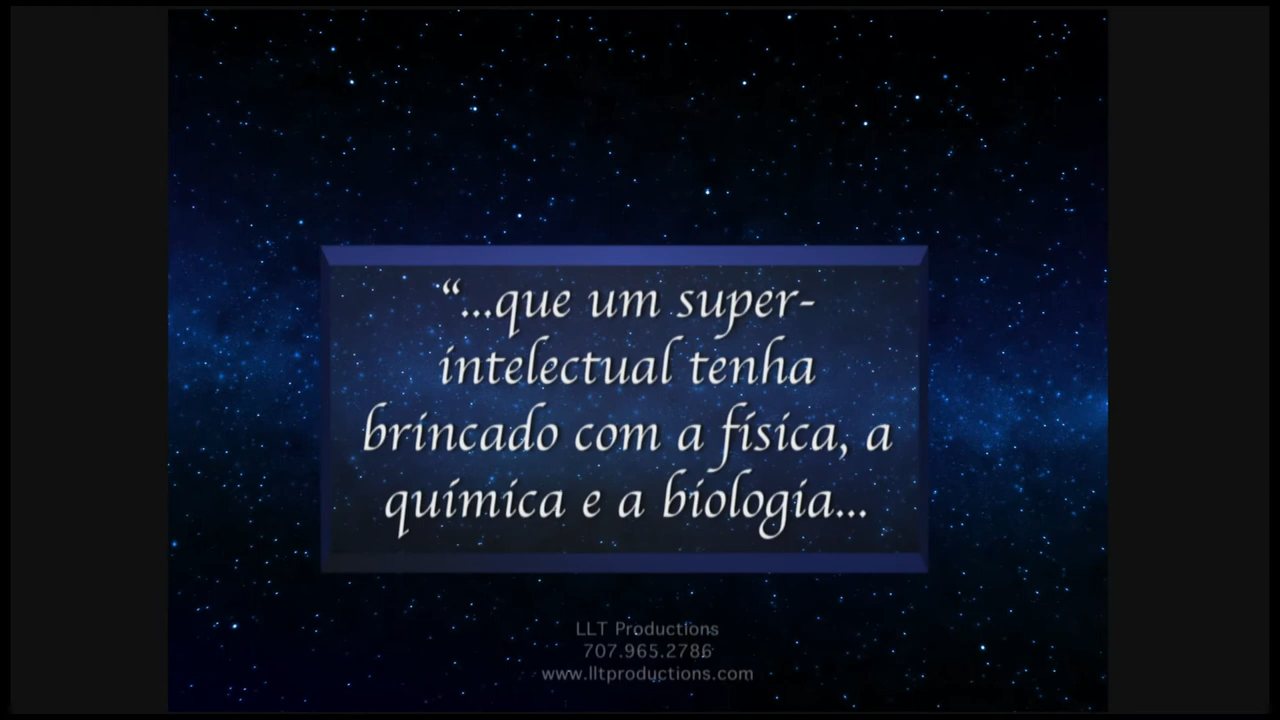 “...que um super-
intelectual tenha
brincado com a física, a
química e a biologia...
LLT Productions
707.965.2786
www.lltproductions.com